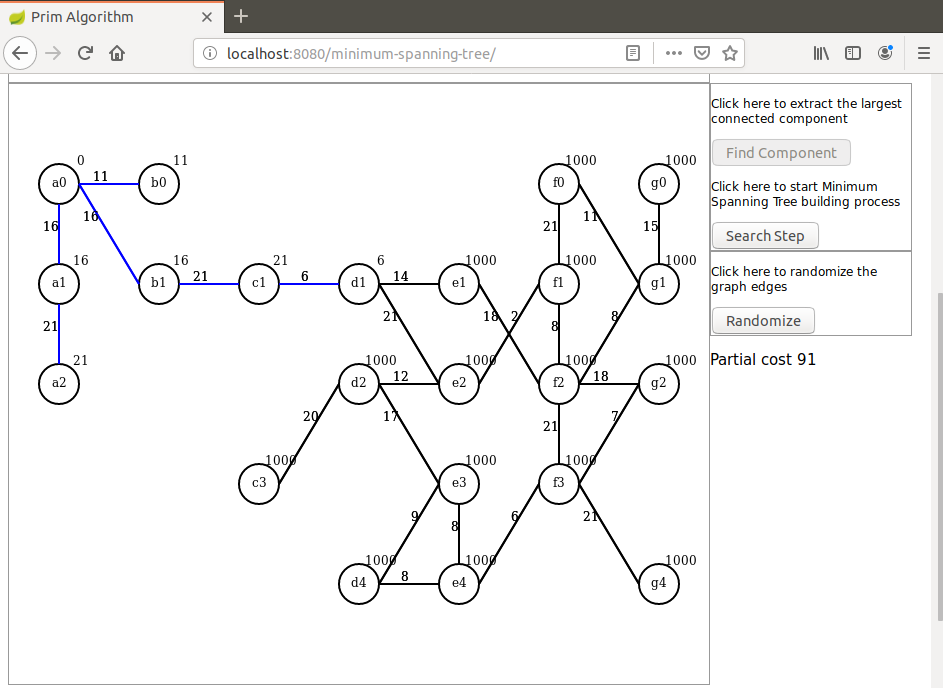 Prim Algorithm
localhost:8080/minimum-spanning-tree/
Click here to extract the largest
connected component
Find Component
Click here to start Minimum
Spanning Tree building process
Search Step
Click here to randomize the
graph edges
Randomize
Partial cost 91
0 11 1000 1000
a0 11 b0 f0 g0
16 16 21 11 15
16 16 21 6 1000 1000 1000
a1 b1 21 c1 6 d1 14 e1 f1 g1
21 21 18 2 8 8
21 1000 1000 1000 1000
a2 d2 12 e2 f2 18 g2
20 17 21 7
1000 1000 1000
c3 e3 f3
9 8 6 21
1000 1000 1000
d4 8 e4 g4